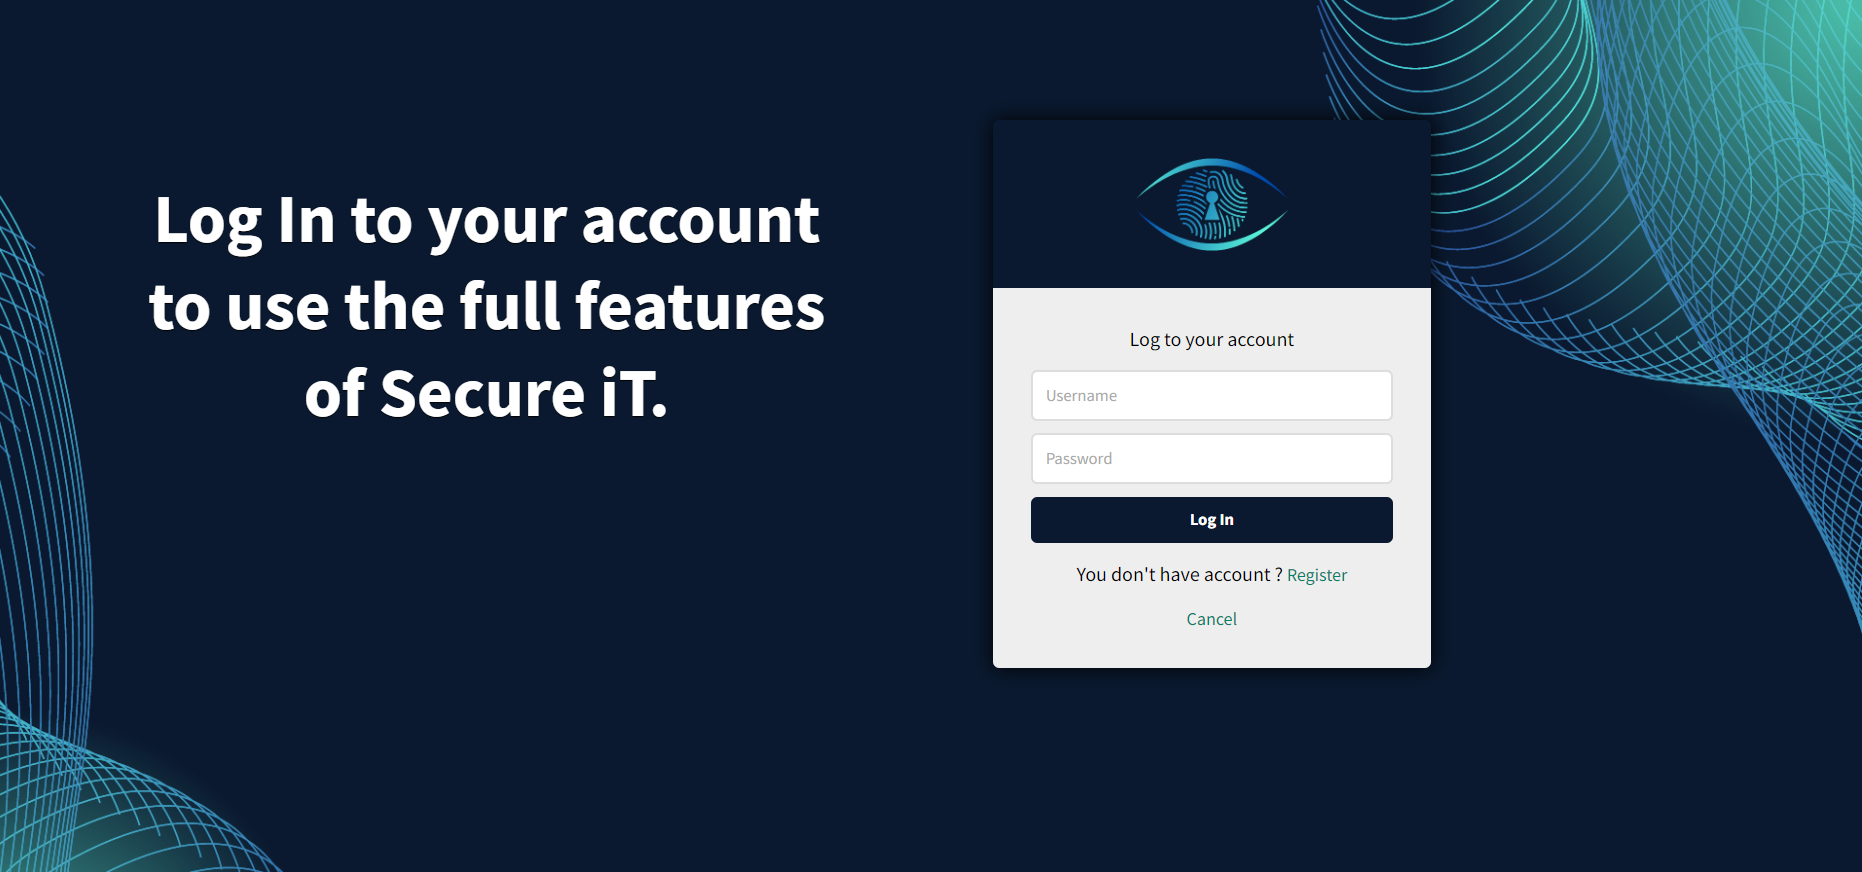 Log In to your account
to use the full features
of Secure iT.
Log to your account
Username
Password
Log In
You don't have account ? Register
Cancel